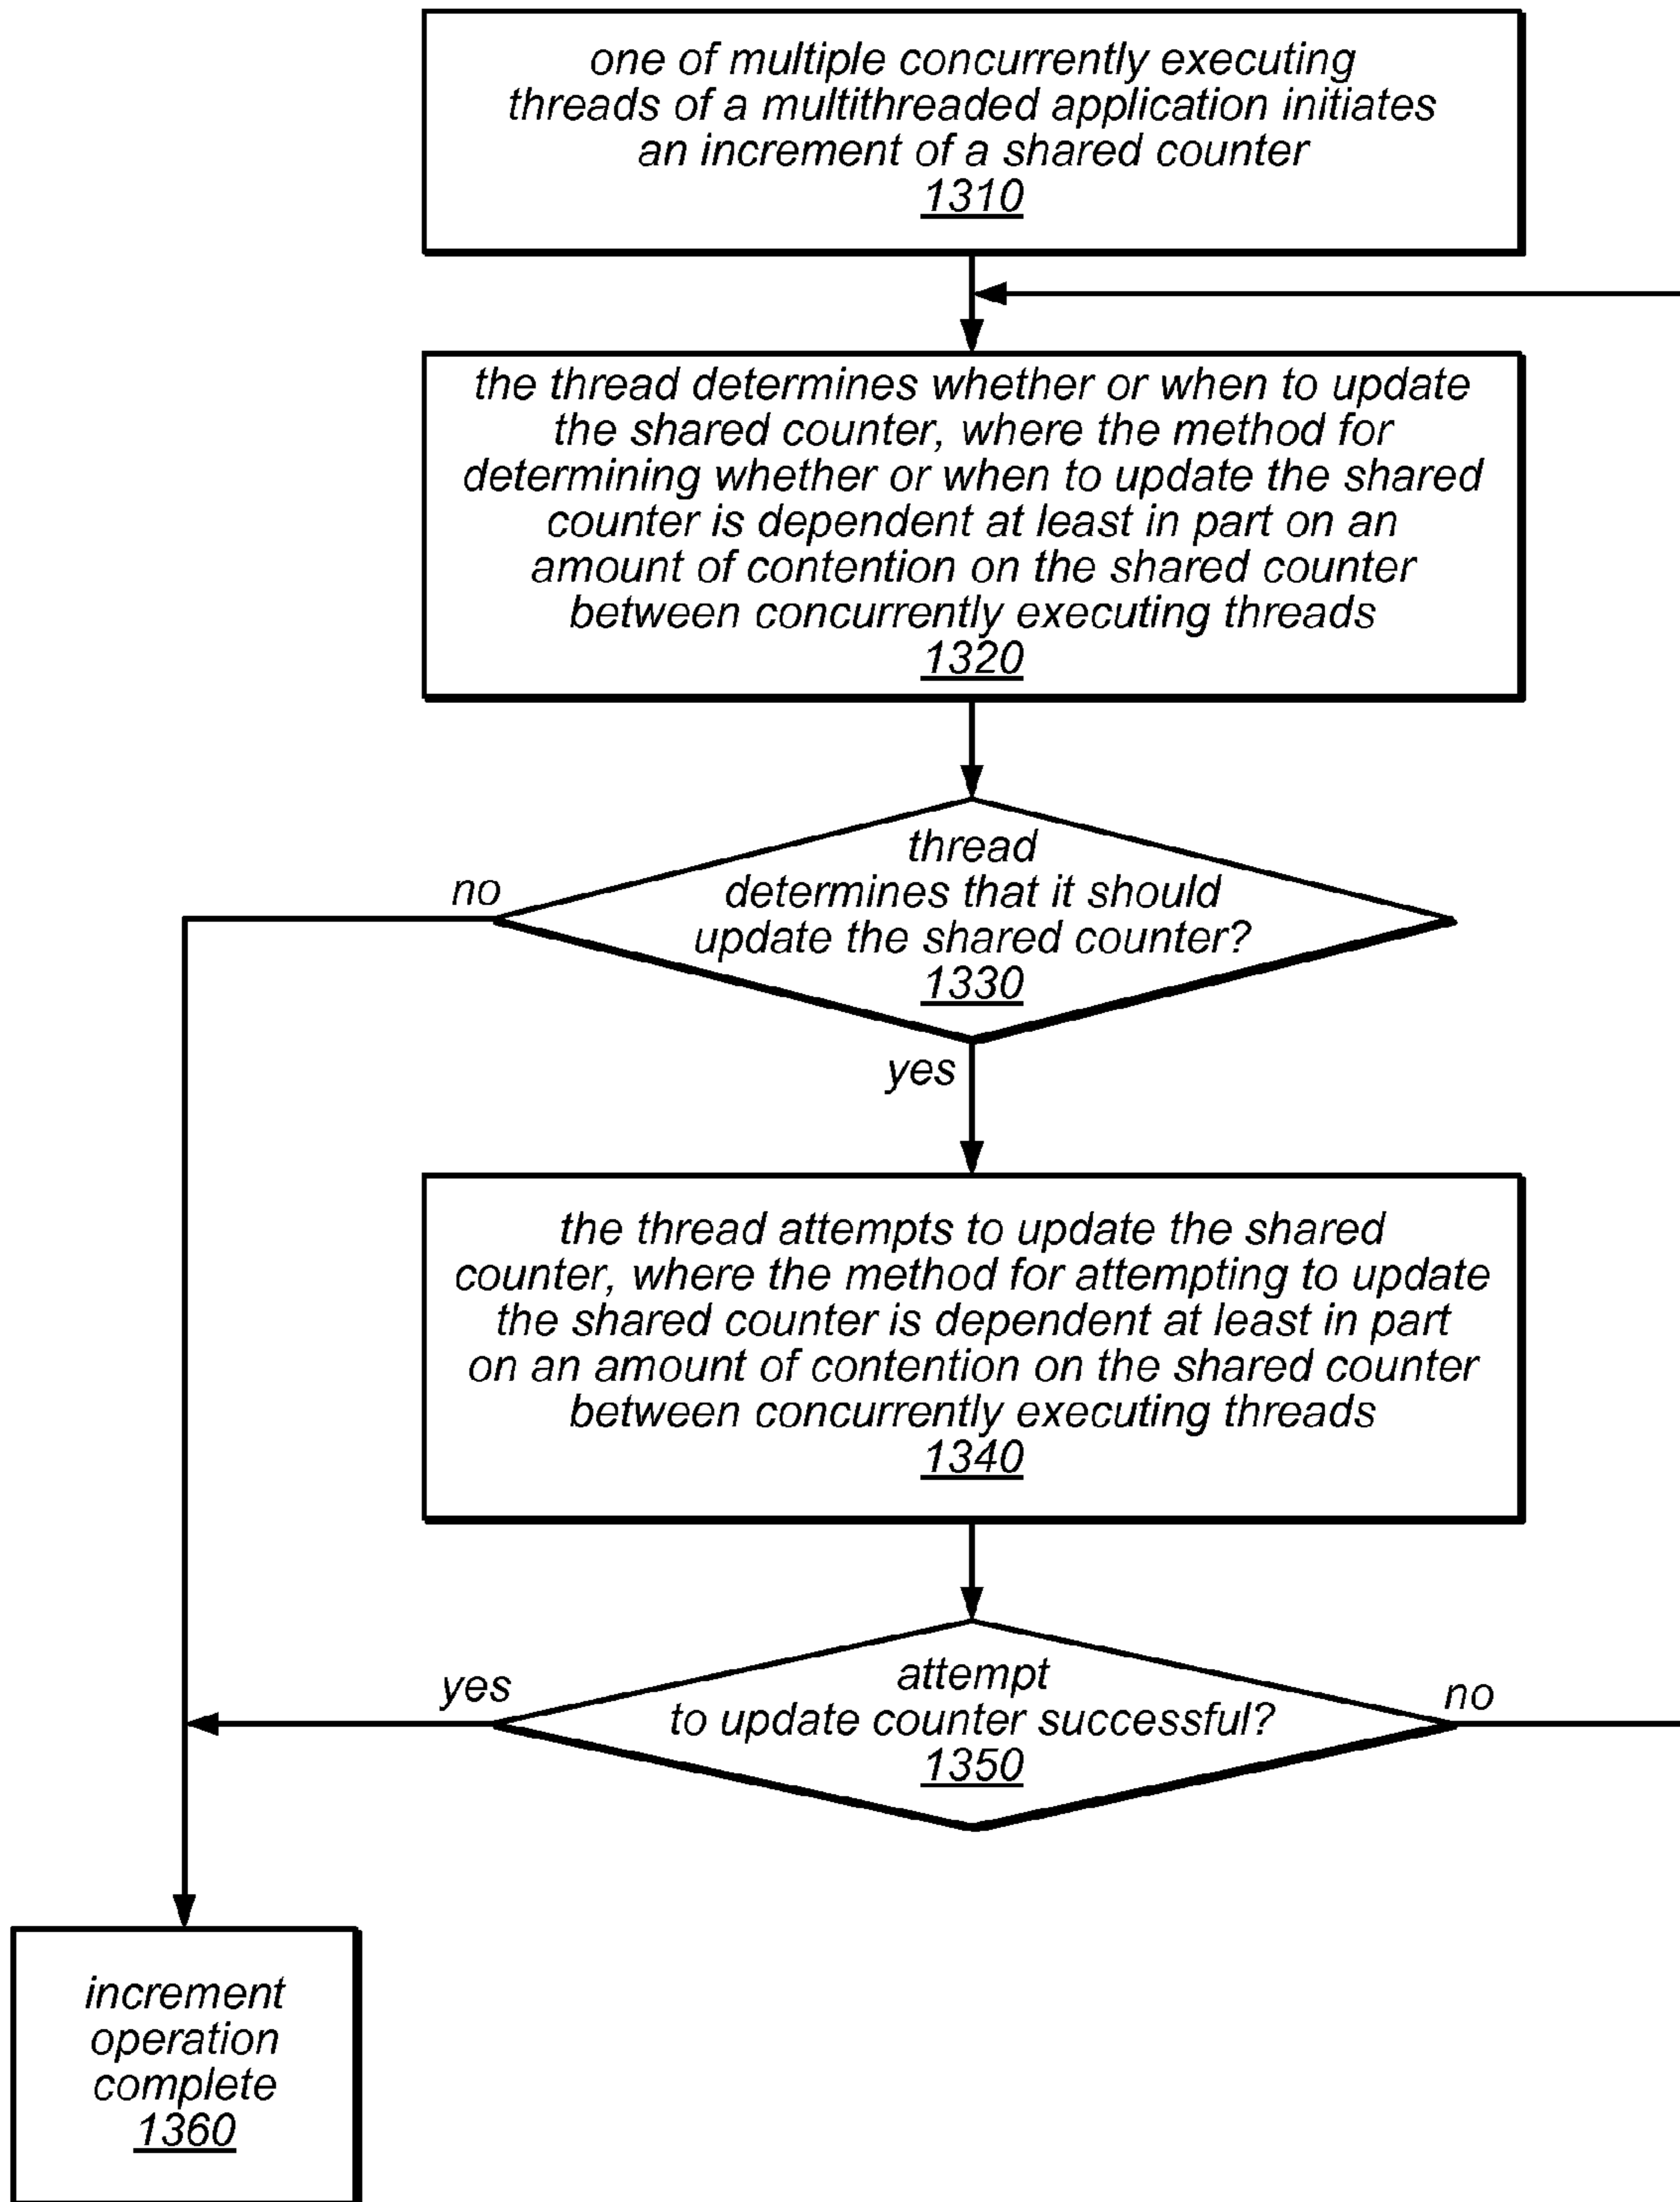 one of multiple concurrently executing
threads of a multithreaded application initiates
an increment of a shared counter
1310
the thread determines whether or when to update
the shared counter, where the method for
determining whether or when to update the shared
counter is dependent at least in part on an
amount of contention on the shared counter
between concurrently executing threads
1320
thread
determines that it should
update the shared counter?
1330
no
yes
the thread attempts to update the shared
counter, where the method for attempting to update
the shared counter is dependent at least in part
on an amount of contention on the shared counter
between concurrently executing threads
1340
attempt
to update counter successful?
1350
yes
no
increment
operation
complete
1360